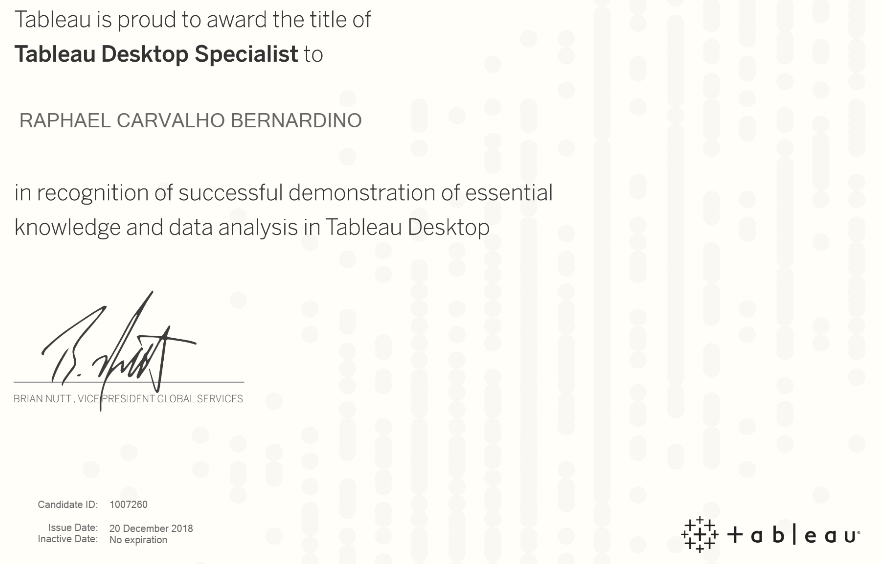 Tableau is proud to award the title of
Tableau Desktop Specialist to
RAPHAEL CARVALHO BERNARDINO
in recognition of successful demonstration of essential
knowledge and data analysis in Tableau Desktop
B. Nutt
BRIAN NUTT, VICE PRESIDENT GLOBAL SERVICES
Candidate ID: 1007260
Issue Date: 20 December 2018
Inactive Date: No expiration
+ableau®